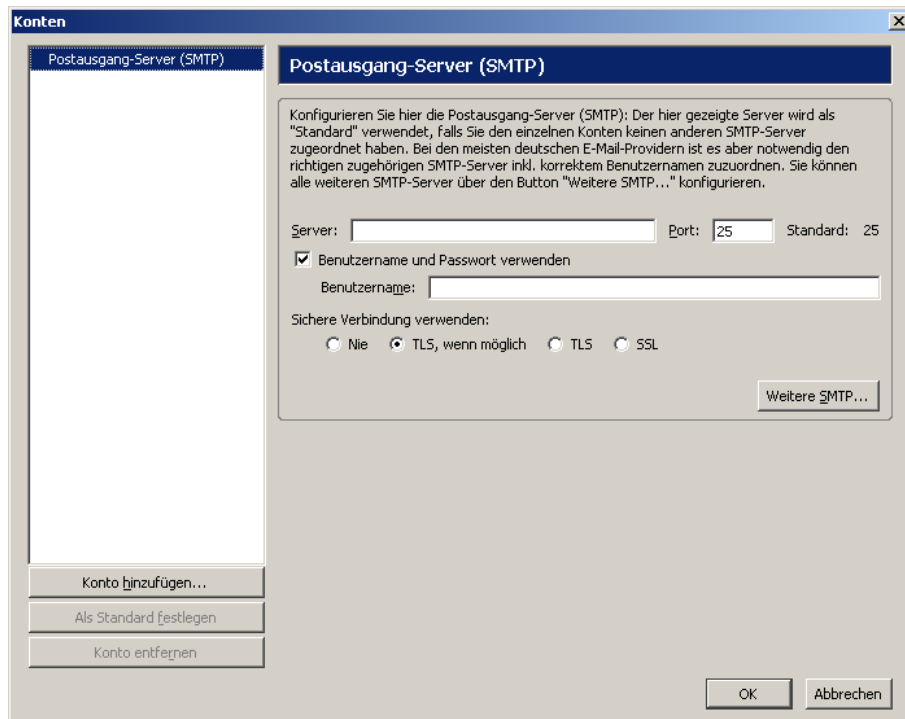 Konten
Postausgang-Server (SMTP)
Postausgang-Server (SMTP)
Konfigurieren Sie hier die Postausgang-Server (SMTP): Der hier gezeigte Server wird als
"Standard" verwendet, falls Sie den einzelnen Konten keinen anderen SMTP-Server
zugeordnet haben. Bei den meisten deutschen E-Mail-Providern ist es aber notwendig den
richtigen zugehörigen SMTP-Server inkl. korrektem Benutzernamen zuzuordnen. Sie können
alle weiteren SMTP-Server über den Button "Weitere SMTP..." konfigurieren.
Server: Port: 25 Standard: 25
Benutzername und Passwort verwenden
Benutzername:
Sichere Verbindung verwenden:
Nie TLS, wenn möglich TLS SSL
Weitere SMTP...
Konto hinzufügen...
Als Standard festlegen
Konto entfernen
OK Abbrechen